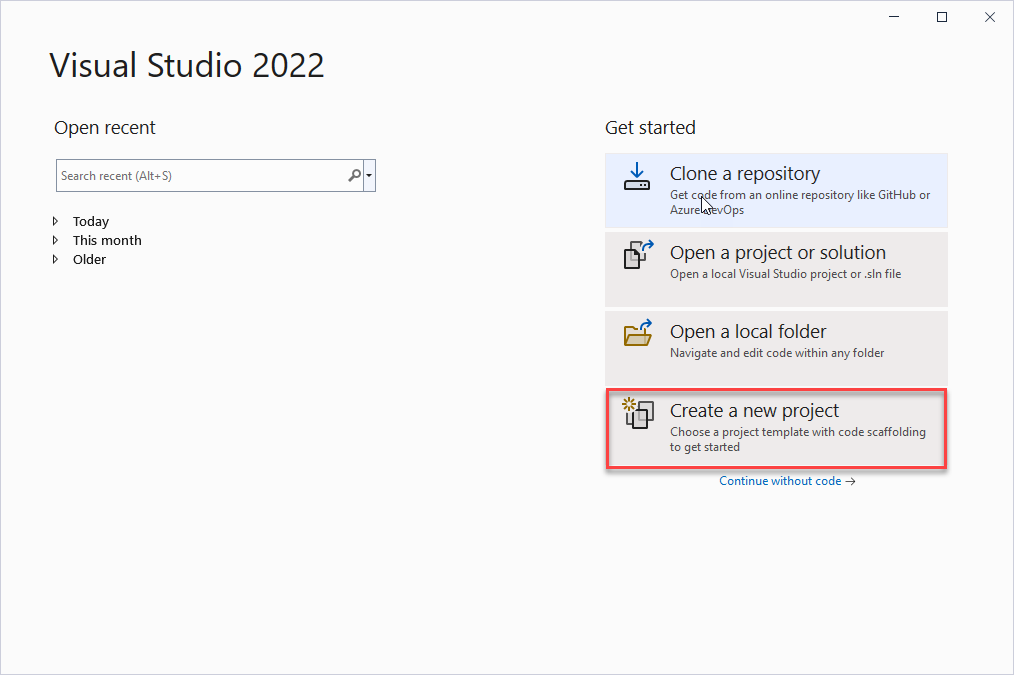 Visual Studio 2022
Open recent
Search recent (Alt+S)
Today
This month
Older
Get started
Clone a repository
Get code from an online repository like GitHub or
Azure DevOps
Open a project or solution
Open a local Visual Studio project or .sln file
Open a local folder
Navigate and edit code within any folder
Create a new project
Choose a project template with code scaffolding
to get started
Continue without code →